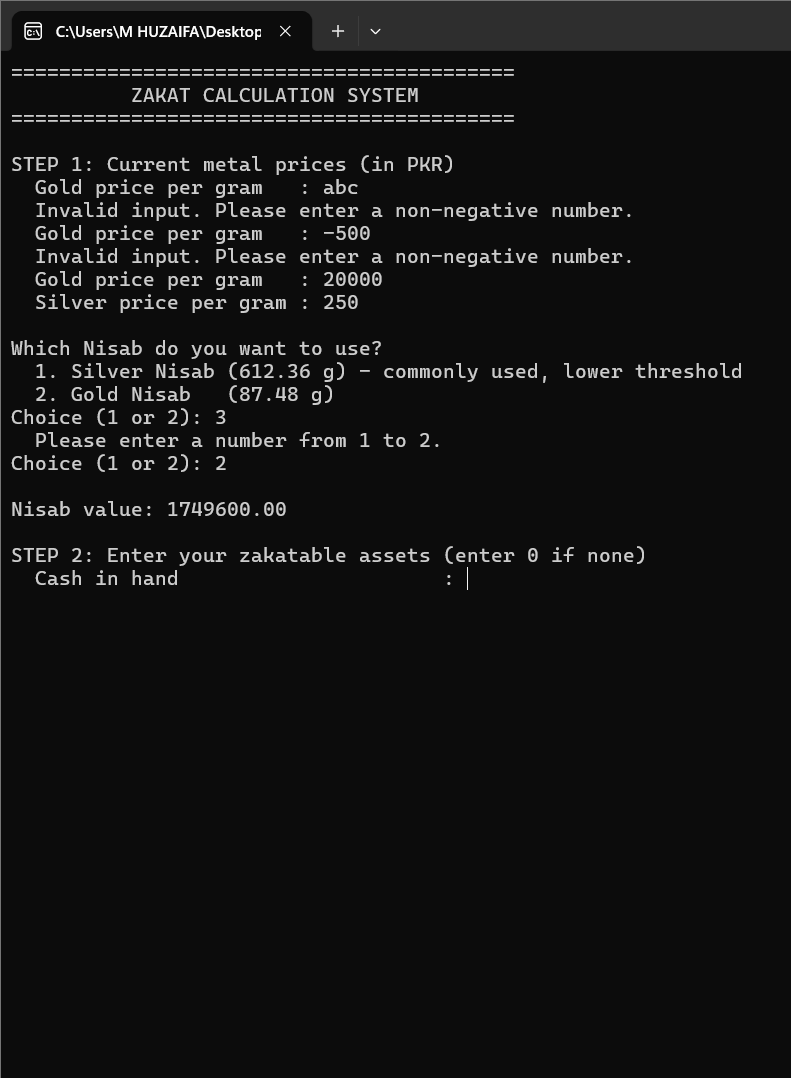 C:\Users\M HUZAIFA\Desktop
==========================================
          ZAKAT CALCULATION SYSTEM
==========================================
STEP 1: Current metal prices (in PKR)
  Gold price per gram   : abc
  Invalid input. Please enter a non-negative number.
  Gold price per gram   : -500
  Invalid input. Please enter a non-negative number.
  Gold price per gram   : 20000
  Silver price per gram : 250
Which Nisab do you want to use?
  1. Silver Nisab (612.36 g) - commonly used, lower threshold
  2. Gold Nisab   (87.48 g)
Choice (1 or 2): 3
  Please enter a number from 1 to 2.
Choice (1 or 2): 2
Nisab value: 1749600.00
STEP 2: Enter your zakatable assets (enter 0 if none)
  Cash in hand                      :